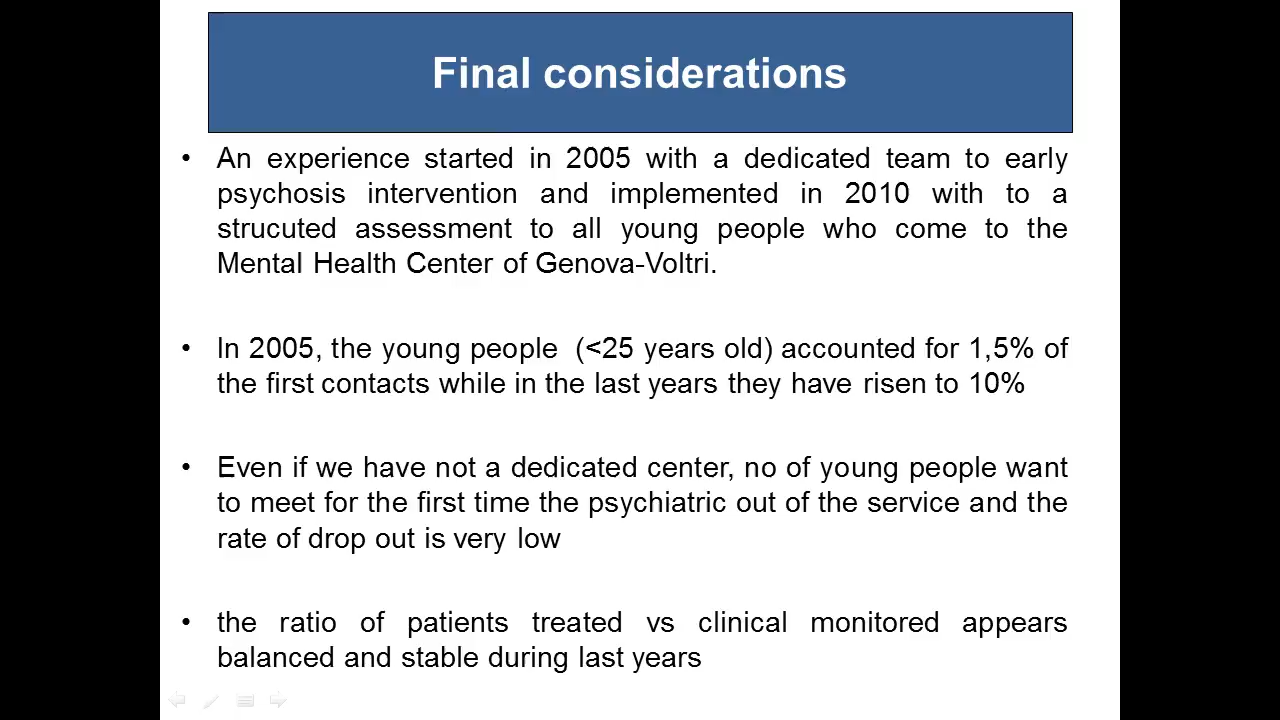 Final considerations
• An experience started in 2005 with a dedicated team to early
psychosis intervention and implemented in 2010 with to a
strucuted assessment to all young people who come to the
Mental Health Center of Genova-Voltri.
• In 2005, the young people (<25 years old) accounted for 1,5% of
the first contacts while in the last years they have risen to 10%
• Even if we have not a dedicated center, no of young people want
to meet for the first time the psychiatric out of the service and the
rate of drop out is very low
• the ratio of patients treated vs clinical monitored appears
balanced and stable during last years